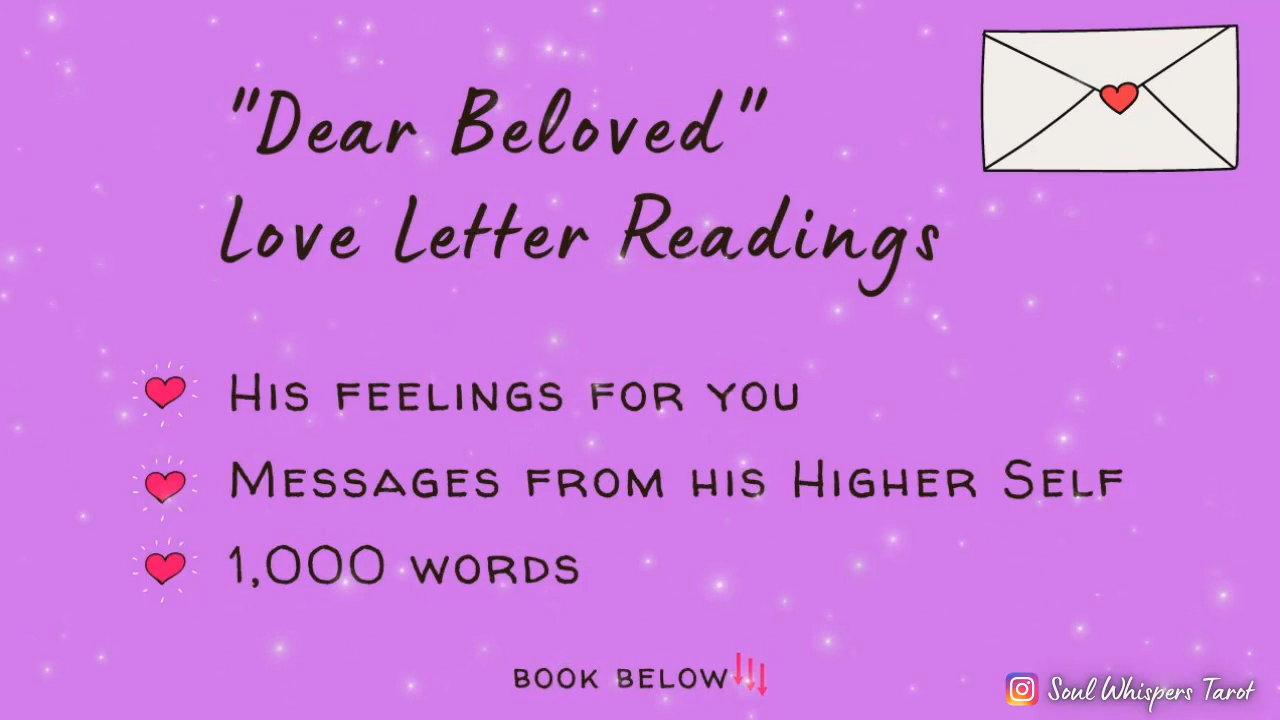 "Dear Beloved"
Love Letter Readings
His feelings for you
Messages from his Higher Self
1,000 words
book below
Soul Whispers Tarot